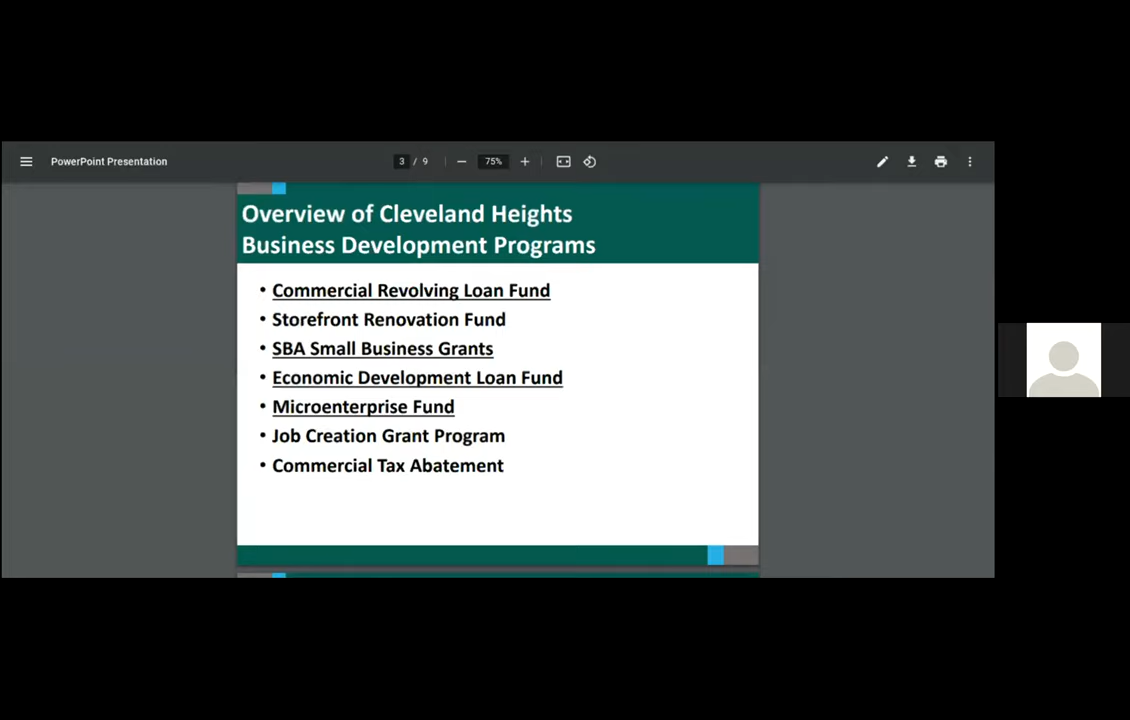 PowerPoint Presentation
3 / 9
75%
Overview of Cleveland Heights
Business Development Programs
• Commercial Revolving Loan Fund
• Storefront Renovation Fund
• SBA Small Business Grants
• Economic Development Loan Fund
• Microenterprise Fund
• Job Creation Grant Program
• Commercial Tax Abatement